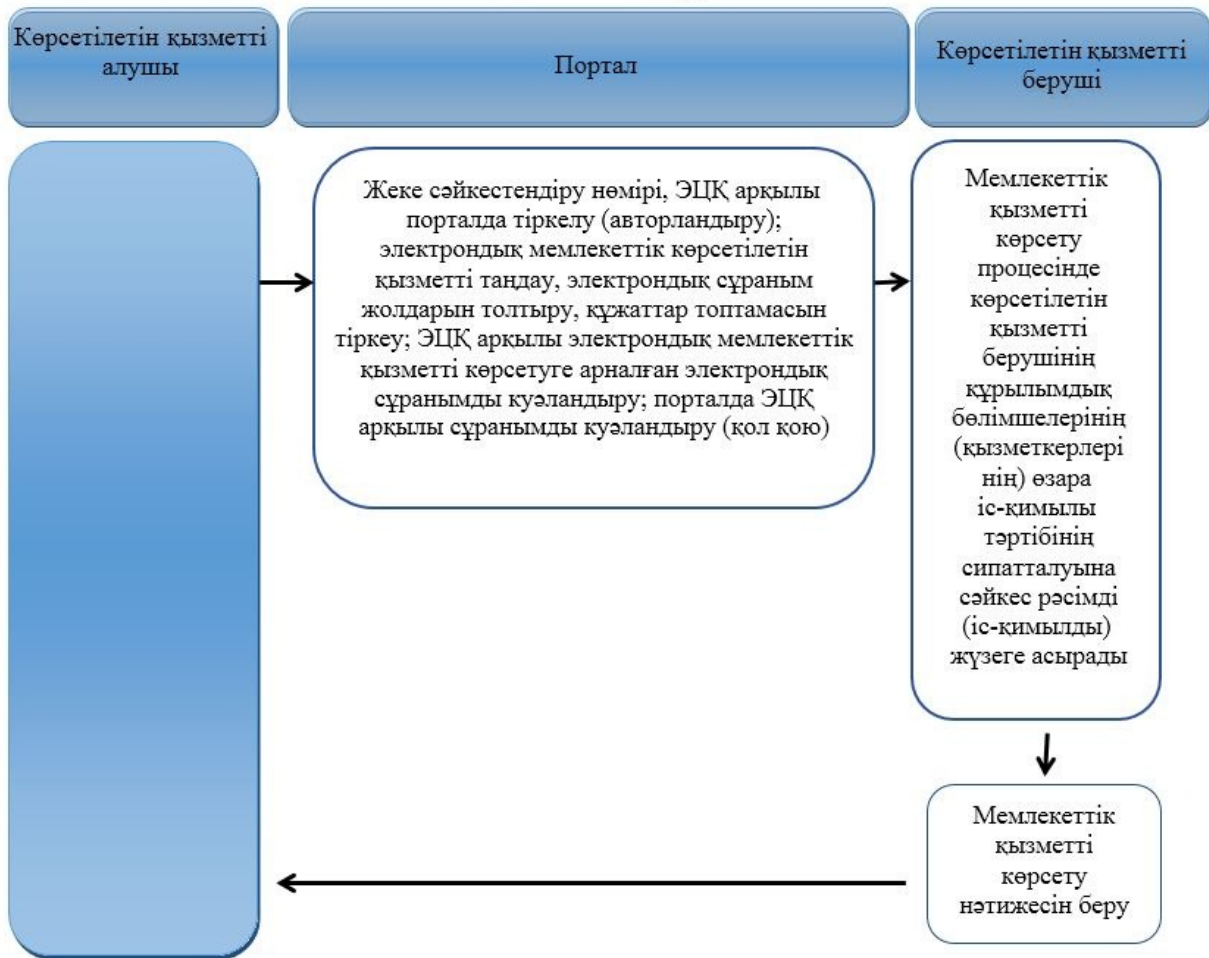 Көрсетілетін қызметті
алушы
Портал
Көрсетілетін қызметті
беруші
Жеке сәйкестендіру нөмірі, ЭЦҚ арқылы
порталда тіркелу (авторландыру);
электрондық мемлекеттік көрсетілетін
қызметті таңдау, электрондық сұраным
жолдарын толтыру, құжаттар топтамасын
тіркеу; ЭЦҚ арқылы электрондық мемлекеттік
қызметті көрсетуге арналған электрондық
сұранымды куәландыру; порталда ЭЦҚ
арқылы сұранымды куәландыру (қол қою)
Мемлекеттік
қызметті
көрсету
процесінде
көрсетілетін
қызметті
берушінің
құрылымдық
бөлімшелерінің
(қызметкерлері
нің) өзара
іс-қимылы
тәртібінің
сипатталуына
сәйкес рәсімді
(іс-қимылды)
жүзеге асырады
Мемлекеттік
қызметті
көрсету
нәтижесін беру